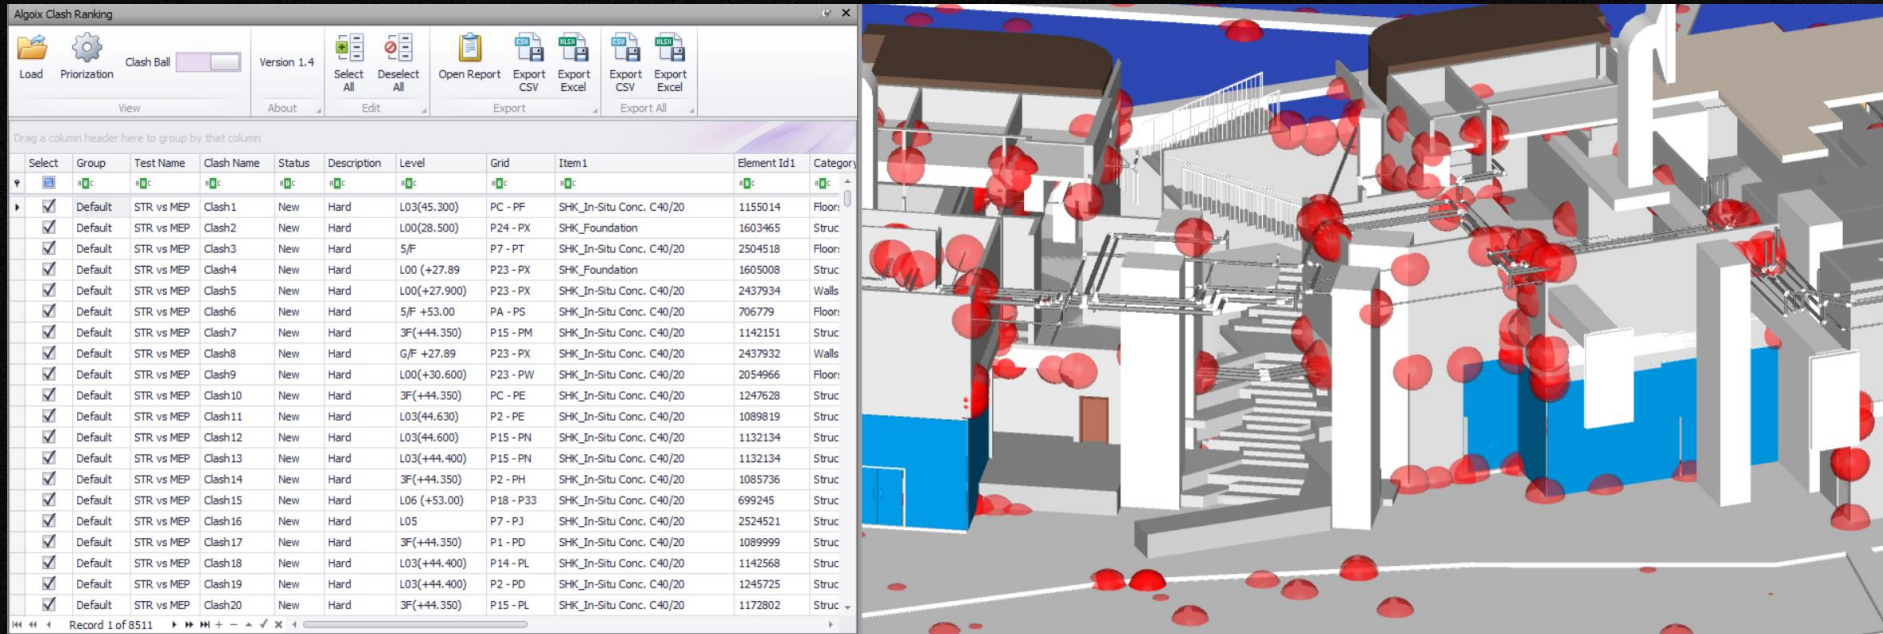 Algoix Clash Ranking
Load
Priorization
Clash Ball
Version 1.4
Select All
Deselect All
Open Report
Export CSV
Export Excel
Export CSV
Export Excel
View
About
Edit
Export
Export All
Drag a column header here to group by that column
Select Group Test Name Clash Name Status Description Level Grid Item1 Element Id1 Category
Default STR vs MEP Clash1 New Hard L03(45.300) PC - PF SHK_In-Situ Conc. C40/20 1155014 Floors
Default STR vs MEP Clash2 New Hard L00(28.500) P24 - PX SHK_Foundation 1603465 Struc
Default STR vs MEP Clash3 New Hard 5/F P7 - PT SHK_In-Situ Conc. C40/20 2504518 Floors
Default STR vs MEP Clash4 New Hard L00 (+27.89 P23 - PX SHK_Foundation 1605008 Struc
Default STR vs MEP Clash5 New Hard L00(+27.900) P23 - PX SHK_In-Situ Conc. C40/20 2437934 Walls
Default STR vs MEP Clash6 New Hard 5/F +53.00 PA - PS SHK_In-Situ Conc. C40/20 706779 Floors
Default STR vs MEP Clash7 New Hard 3F(+44.350) P15 - PM SHK_In-Situ Conc. C40/20 1142151 Struc
Default STR vs MEP Clash8 New Hard G/F +27.89 P23 - PX SHK_In-Situ Conc. C40/20 2437932 Walls
Default STR vs MEP Clash9 New Hard L00(+30.600) P23 - PW SHK_In-Situ Conc. C40/20 2054966 Floors
Default STR vs MEP Clash10 New Hard 3F(+44.350) PC - PE SHK_In-Situ Conc. C40/20 1247628 Struc
Default STR vs MEP Clash11 New Hard L03(44.630) P2 - PE SHK_In-Situ Conc. C40/20 1089819 Struc
Default STR vs MEP Clash12 New Hard L03(44.600) P15 - PN SHK_In-Situ Conc. C40/20 1132134 Struc
Default STR vs MEP Clash13 New Hard L03(+44.400) P15 - PN SHK_In-Situ Conc. C40/20 1132134 Struc
Default STR vs MEP Clash14 New Hard 3F(+44.350) P2 - PH SHK_In-Situ Conc. C40/20 1085736 Struc
Default STR vs MEP Clash15 New Hard L06 (+53.00) P18 - P33 SHK_In-Situ Conc. C40/20 699245 Struc
Default STR vs MEP Clash16 New Hard L05 P7 - PJ SHK_In-Situ Conc. C40/20 2524521 Struc
Default STR vs MEP Clash17 New Hard 3F(+44.350) P1 - PD SHK_In-Situ Conc. C40/20 1089999 Struc
Default STR vs MEP Clash18 New Hard L03(+44.400) P14 - PL SHK_In-Situ Conc. C40/20 1142568 Struc
Default STR vs MEP Clash19 New Hard L03(+44.400) P2 - PD SHK_In-Situ Conc. C40/20 1245725 Struc
Default STR vs MEP Clash20 New Hard 3F(+44.350) P15 - PL SHK_In-Situ Conc. C40/20 1172802 Struc
Record 1 of 8511